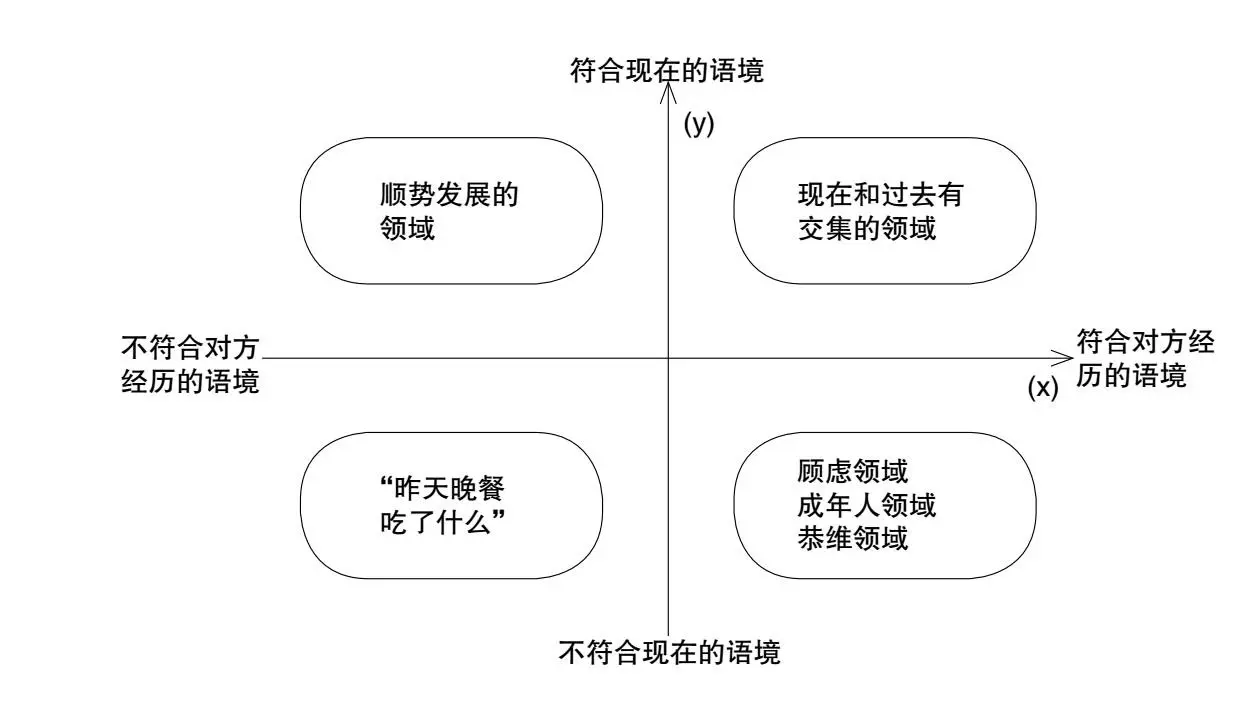 符合现在的语境
(y)
顺势发展的
领域
现在和过去有
交集的领域
不符合对方
经历的语境
符合对方经
历的语境
(x)
“昨天晚餐
吃了什么”
顾虑领域
成年人领域
恭维领域
不符合现在的语境